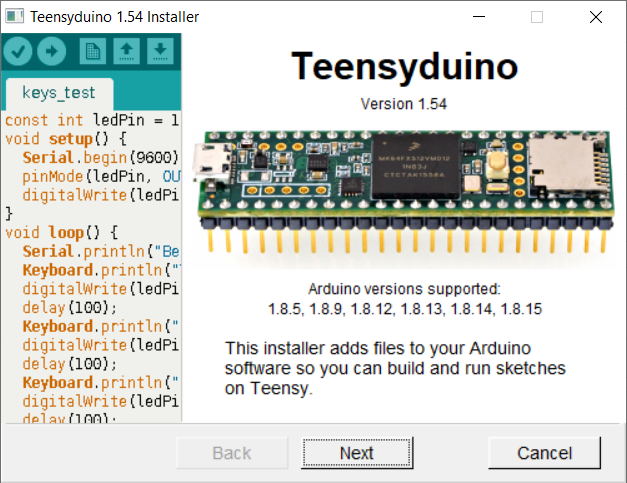 Teensyduino 1.54 Installer
keys_test
const int ledPin = 1
void setup() {
Serial.begin(9600)
pinMode(ledPin, OU
digitalWrite(ledPi
}
void loop() {
Serial.println("Be
Keyboard.println("
digitalWrite(ledPi
delay(100);
Keyboard.println("
digitalWrite(ledPi
delay(100);
Keyboard.println("
digitalWrite(ledPi
delay(100);
Teensyduino
Version 1.54
MK64FX512VMD12
1N83J
CTCTAK1558A
Arduino versions supported:
1.8.5, 1.8.9, 1.8.12, 1.8.13, 1.8.14, 1.8.15
This installer adds files to your Arduino
software so you can build and run sketches
on Teensy.
Back
Next
Cancel